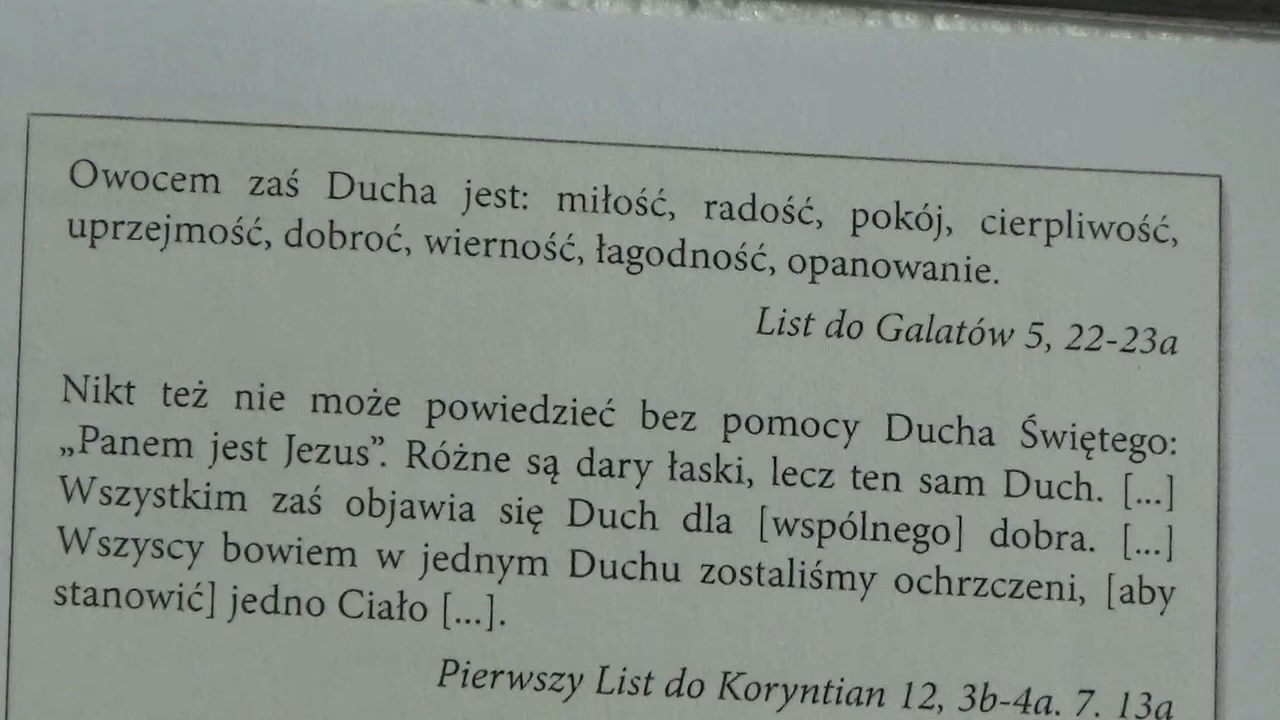 Owocem zaś Ducha jest: miłość, radość, pokój, cierpliwość,
uprzejmość, dobroć, wierność, łagodność, opanowanie.
List do Galatów 5, 22-23a
Nikt też nie może powiedzieć bez pomocy Ducha Świętego:
„Panem jest Jezus”. Różne są dary łaski, lecz ten sam Duch. [...]
Wszystkim zaś objawia się Duch dla [wspólnego] dobra. [...]
Wszyscy bowiem w jednym Duchu zostaliśmy ochrzczeni, [aby
stanowić] jedno Ciało [...].
Pierwszy List do Koryntian 12, 3b-4a. 7. 13a